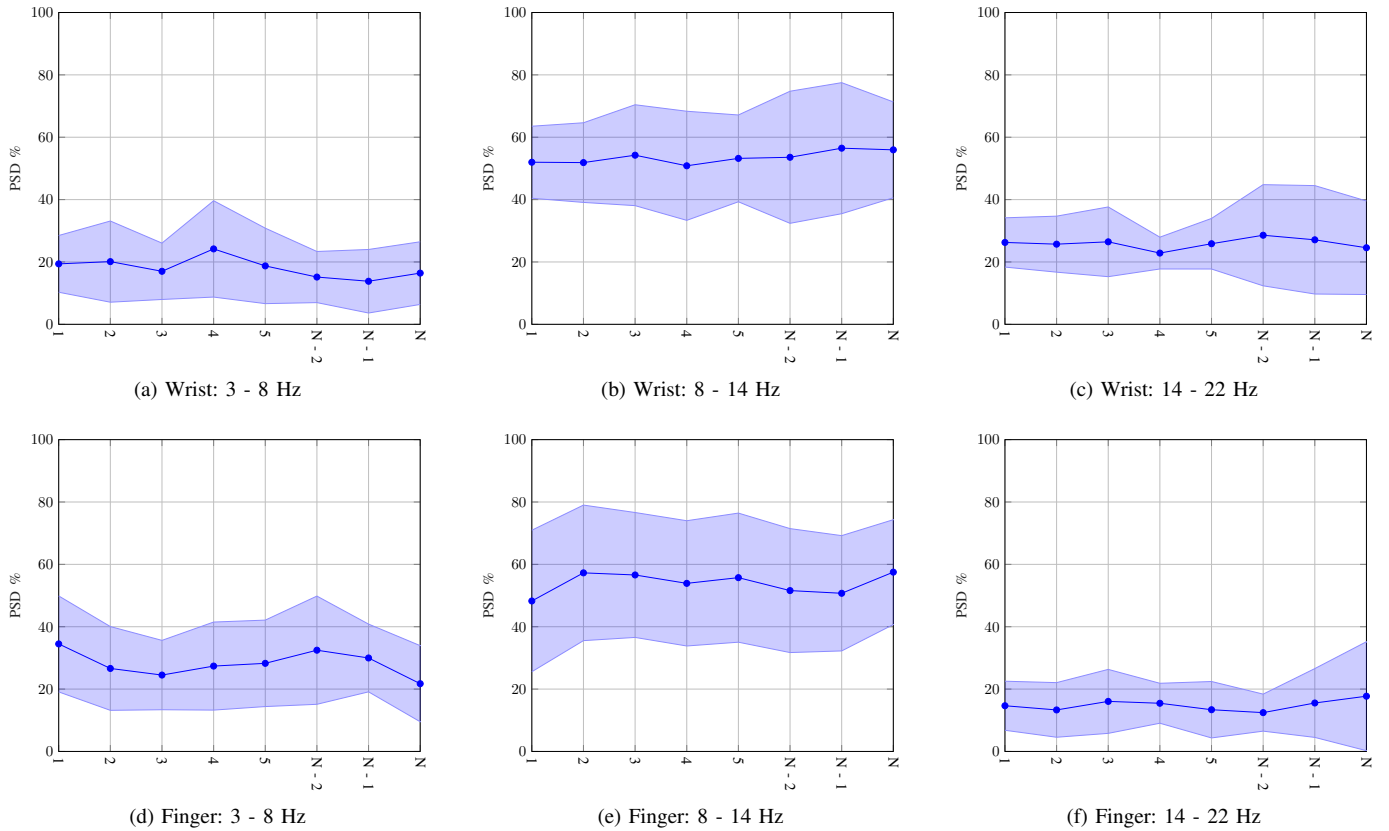 100
80
60
40
20
0
PSD %
1
2
3
4
5
N - 2
N - 1
N
(a) Wrist: 3 - 8 Hz
100
80
60
40
20
0
PSD %
1
2
3
4
5
N - 2
N - 1
N
(b) Wrist: 8 - 14 Hz
100
80
60
40
20
0
PSD %
1
2
3
4
5
N - 2
N - 1
N
(c) Wrist: 14 - 22 Hz
100
80
60
40
20
0
PSD %
1
2
3
4
5
N - 2
N - 1
N
(d) Finger: 3 - 8 Hz
100
80
60
40
20
0
PSD %
1
2
3
4
5
N - 2
N - 1
N
(e) Finger: 8 - 14 Hz
100
80
60
40
20
0
PSD %
1
2
3
4
5
N - 2
N - 1
N
(f) Finger: 14 - 22 Hz